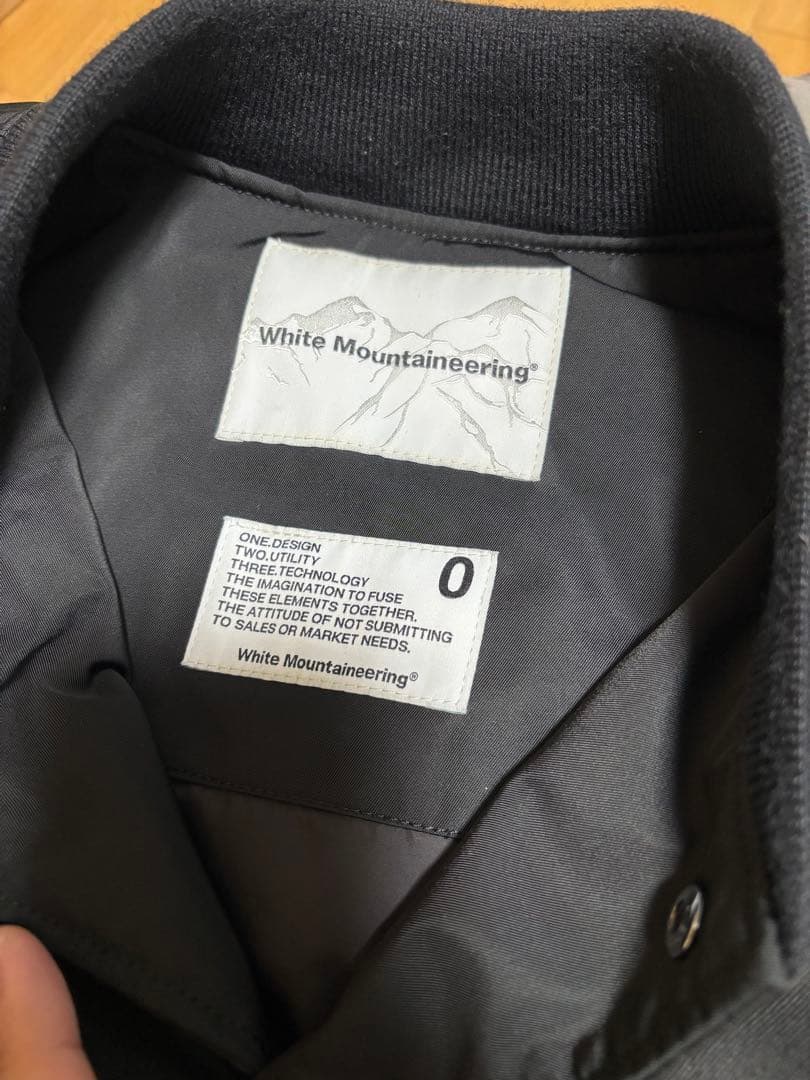 White Mountaineering®
ONE.DESIGN
TWO.UTILITY
THREE.TECHNOLOGY
THE IMAGINATION TO FUSE
THESE ELEMENTS TOGETHER.
THE ATTITUDE OF NOT SUBMITTING
TO SALES OR MARKET NEEDS.
0
White Mountaineering®